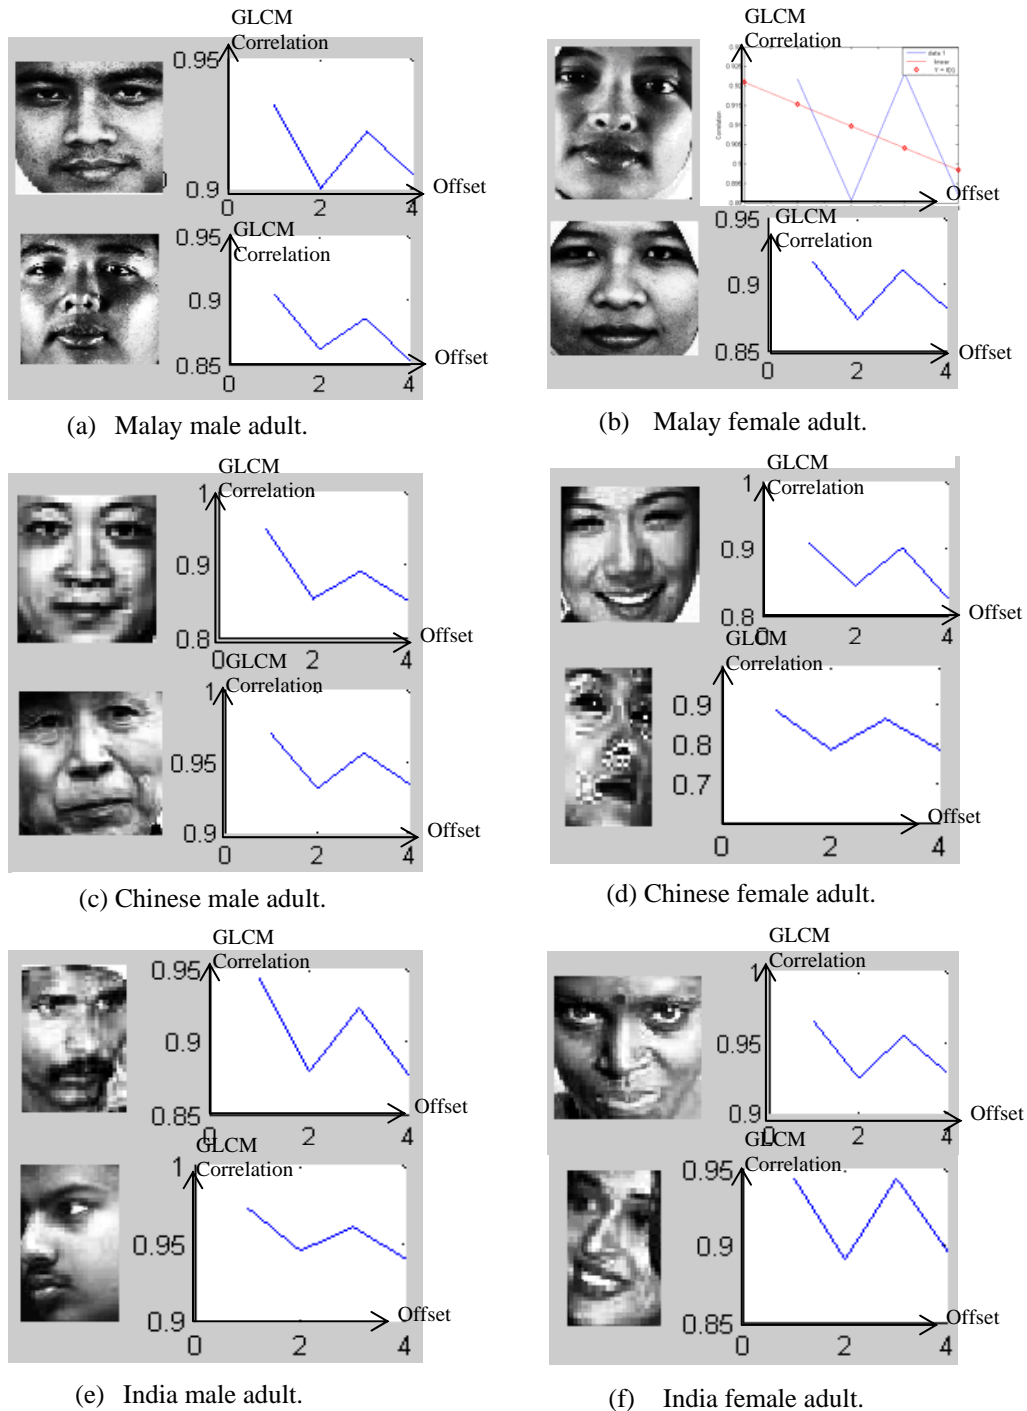 GLCM
Correlation
0.95
0.9
0 2 4
Offset
GLCM
Correlation
0.95
0.9
0.85
0 2 4
Offset
(a) Malay male adult.
GLCM
Correlation
data 1
linear
Correlation
Offset
GLCM
Correlation
0.95
0.9
0.85
0 2 4
Offset
(b) Malay female adult.
GLCM
Correlation
1
0.9
0.8
0 2 4
Offset
GLCM
Correlation
1
0.95
0.9
0 2 4
Offset
(c) Chinese male adult.
GLCM
Correlation
1
0.9
0.8
0 2 4
Offset
GLCM
Correlation
0.9
0.8
0.7
0 2 4
Offset
(d) Chinese female adult.
GLCM
Correlation
0.95
0.9
0.85
0 2 4
Offset
GLCM
Correlation
1
0.95
0.9
0 2 4
Offset
(e) India male adult.
GLCM
Correlation
1
0.95
0.9
0 2 4
Offset
GLCM
Correlation
0.95
0.9
0.85
0 2 4
(f) India female adult.
Offset